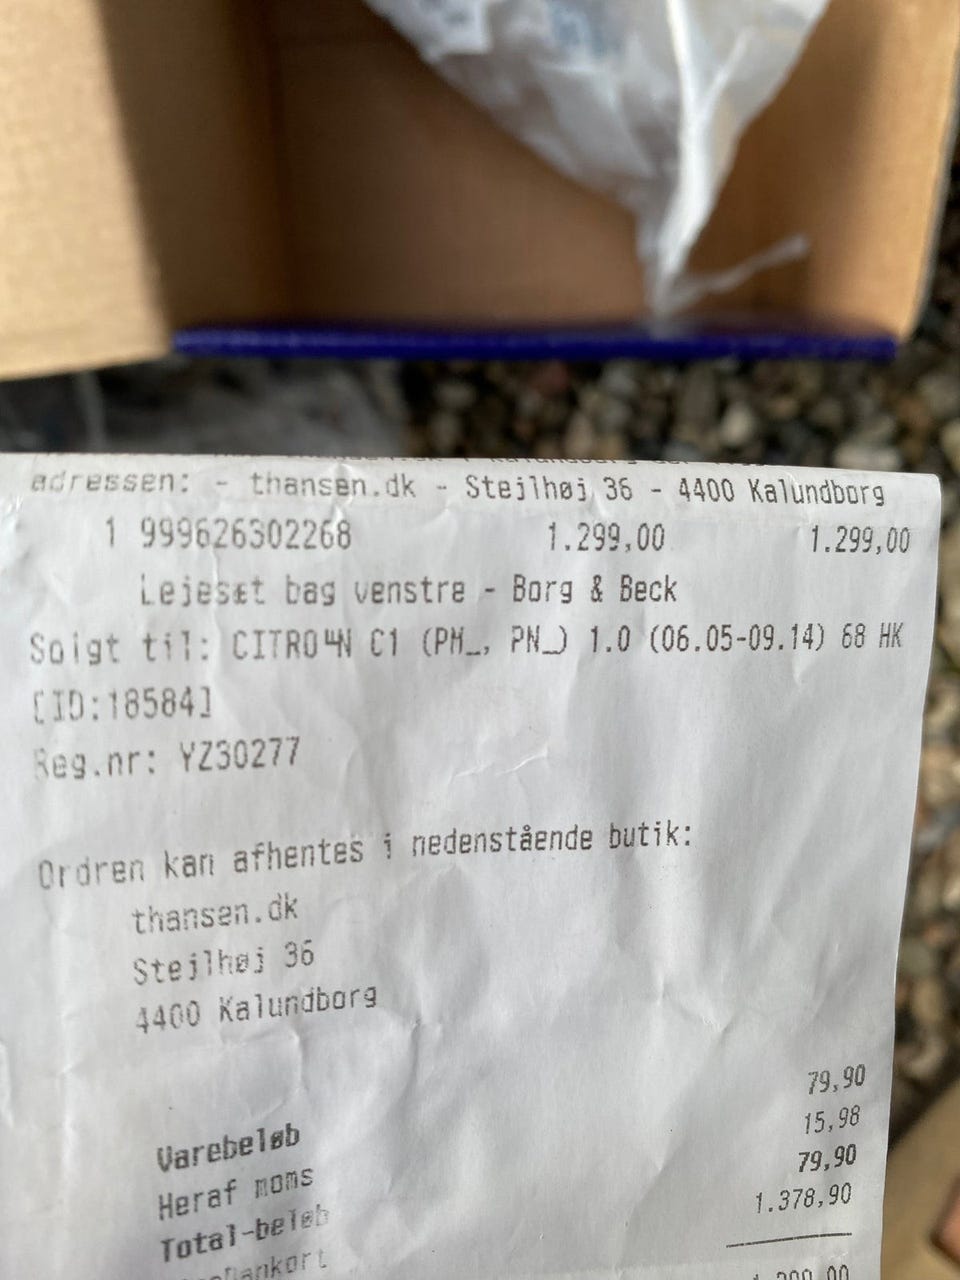 adressen: - thansen.dk - Stejlhøj 36 - 4400 Kalundborg
1 999626302268 1.299,00 1.299,00
Lejesæt bag venstre - Borg & Beck
Solgt til: CITRO N C1 (PM_, PN_) 1.0 (06.05-09.14) 68 HK
[ID:18584]
Reg.nr: YZ30277
Ordren kan afhentes i nedenstående butik:
thansen.dk
Stejlhøj 36
4400 Kalundborg
79,90
Varebeløb 15,98
Heraf moms 79,90
Total-beløb 1.378,90